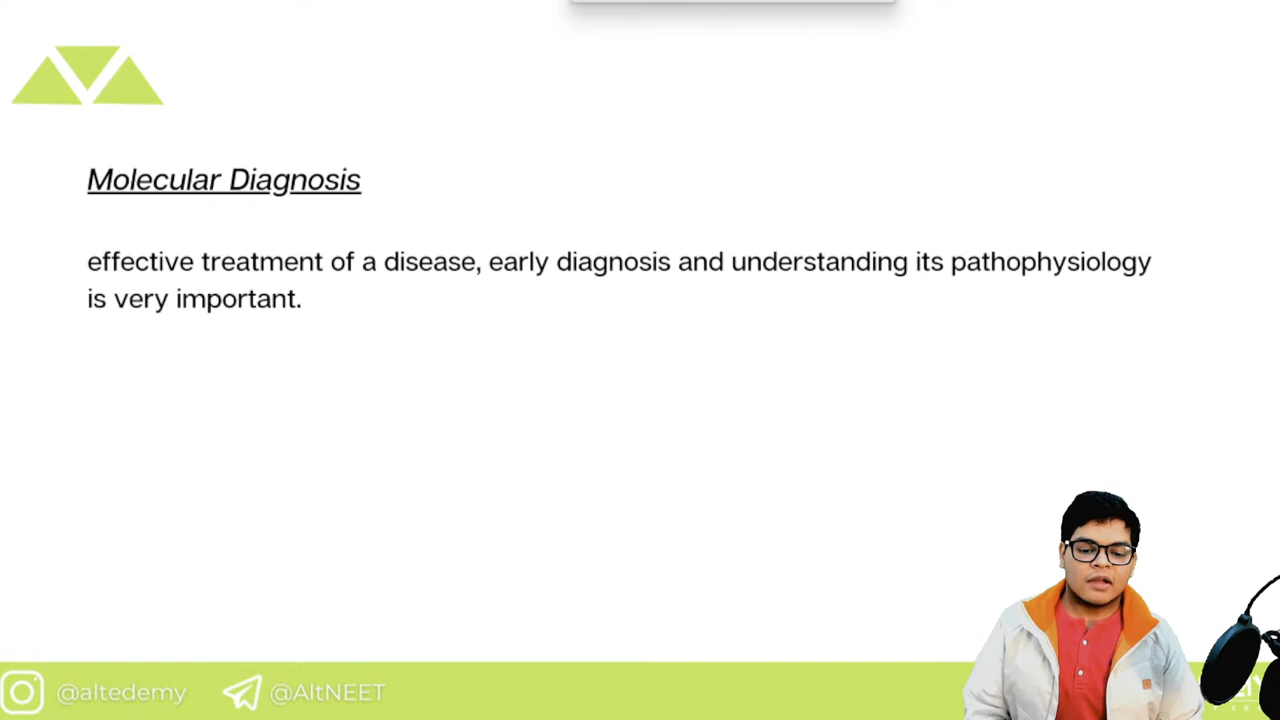 Molecular Diagnosis
effective treatment of a disease, early diagnosis and understanding its pathophysiology
is very important.
@altedemy @AltNEET